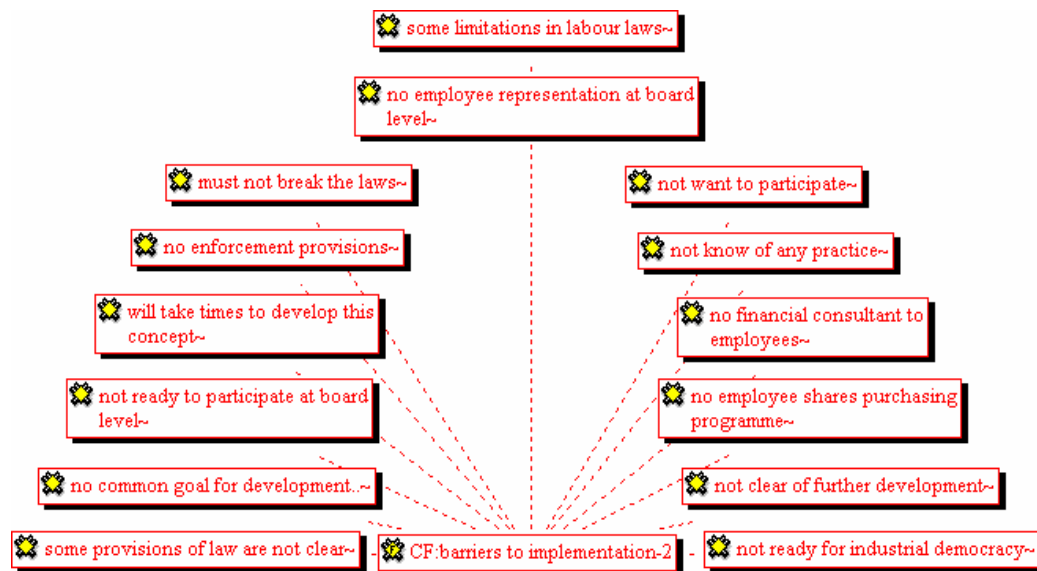 some limitations in labour laws~
no employee representation at board
level~
must not break the laws~
not want to participate~
no enforcement provisions~
not know of any practice~
will take times to develop this
concept~
no financial consultant to
employees~
not ready to participate at board
level~
no employee shares purchasing
programme~
no common goal for development..~
not clear of further development~
some provisions of law are not clear~
CF:barriers to implementation-2
not ready for industrial democracy~